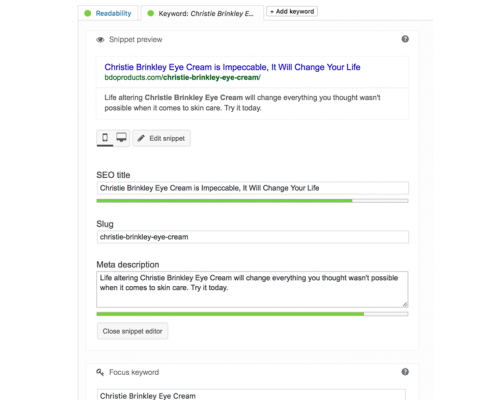 Readability
Keyword: Christie Brinkley E...
+ Add keyword
Snippet preview
?
Christie Brinkley Eye Cream is Impeccable, It Will Change Your Life
bdoproducts.com/christie-brinkley-eye-cream/
Life altering Christie Brinkley Eye Cream will change everything you thought wasn't
possible when it comes to skin care. Try it today.
Edit snippet
SEO title
Christie Brinkley Eye Cream is Impeccable, It Will Change Your Life
Slug
christie-brinkley-eye-cream
Meta description
Life altering Christie Brinkley Eye Cream will change everything you thought wasn't possible
when it comes to skin care. Try it today.
Close snippet editor
Focus keyword
?
Christie Brinkley Eye Cream